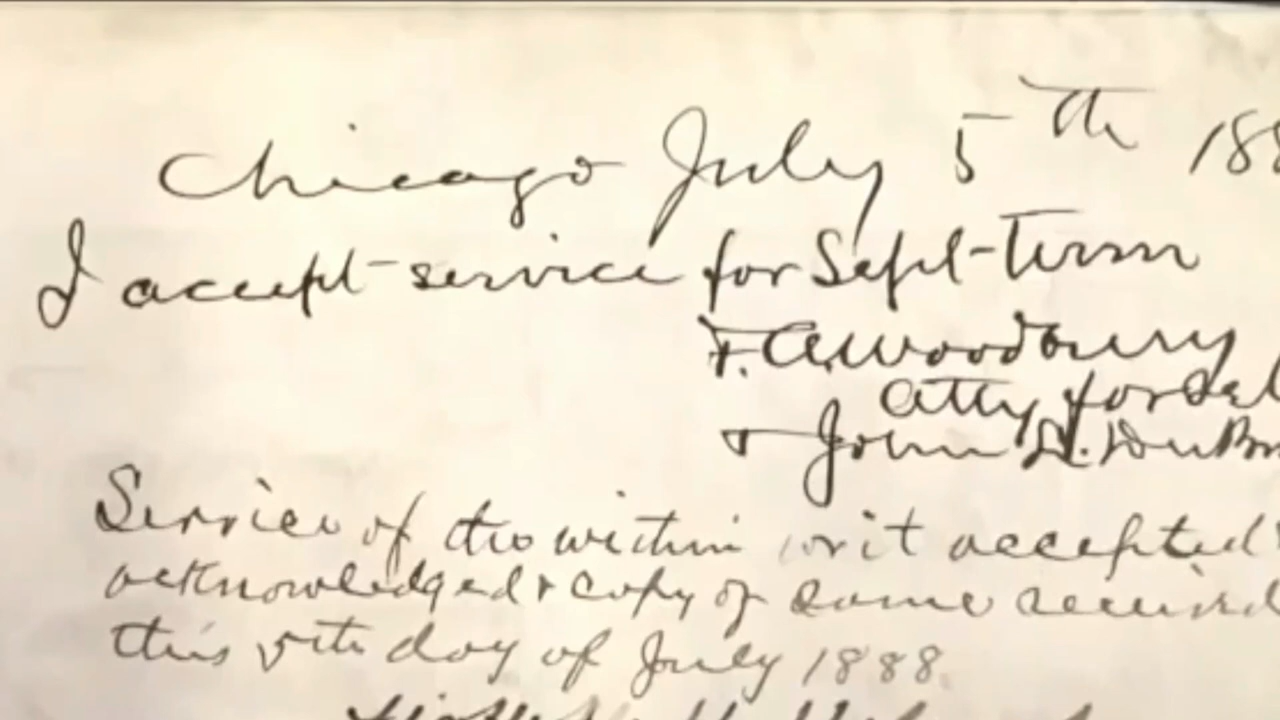 Chicago July 5th 188
I accept service for Sept-Term
F. A. Woodbury
Atty for
& John D.
Service of the within writ accepted
acknowledged & copy of same received
this 5th day of July 1888.